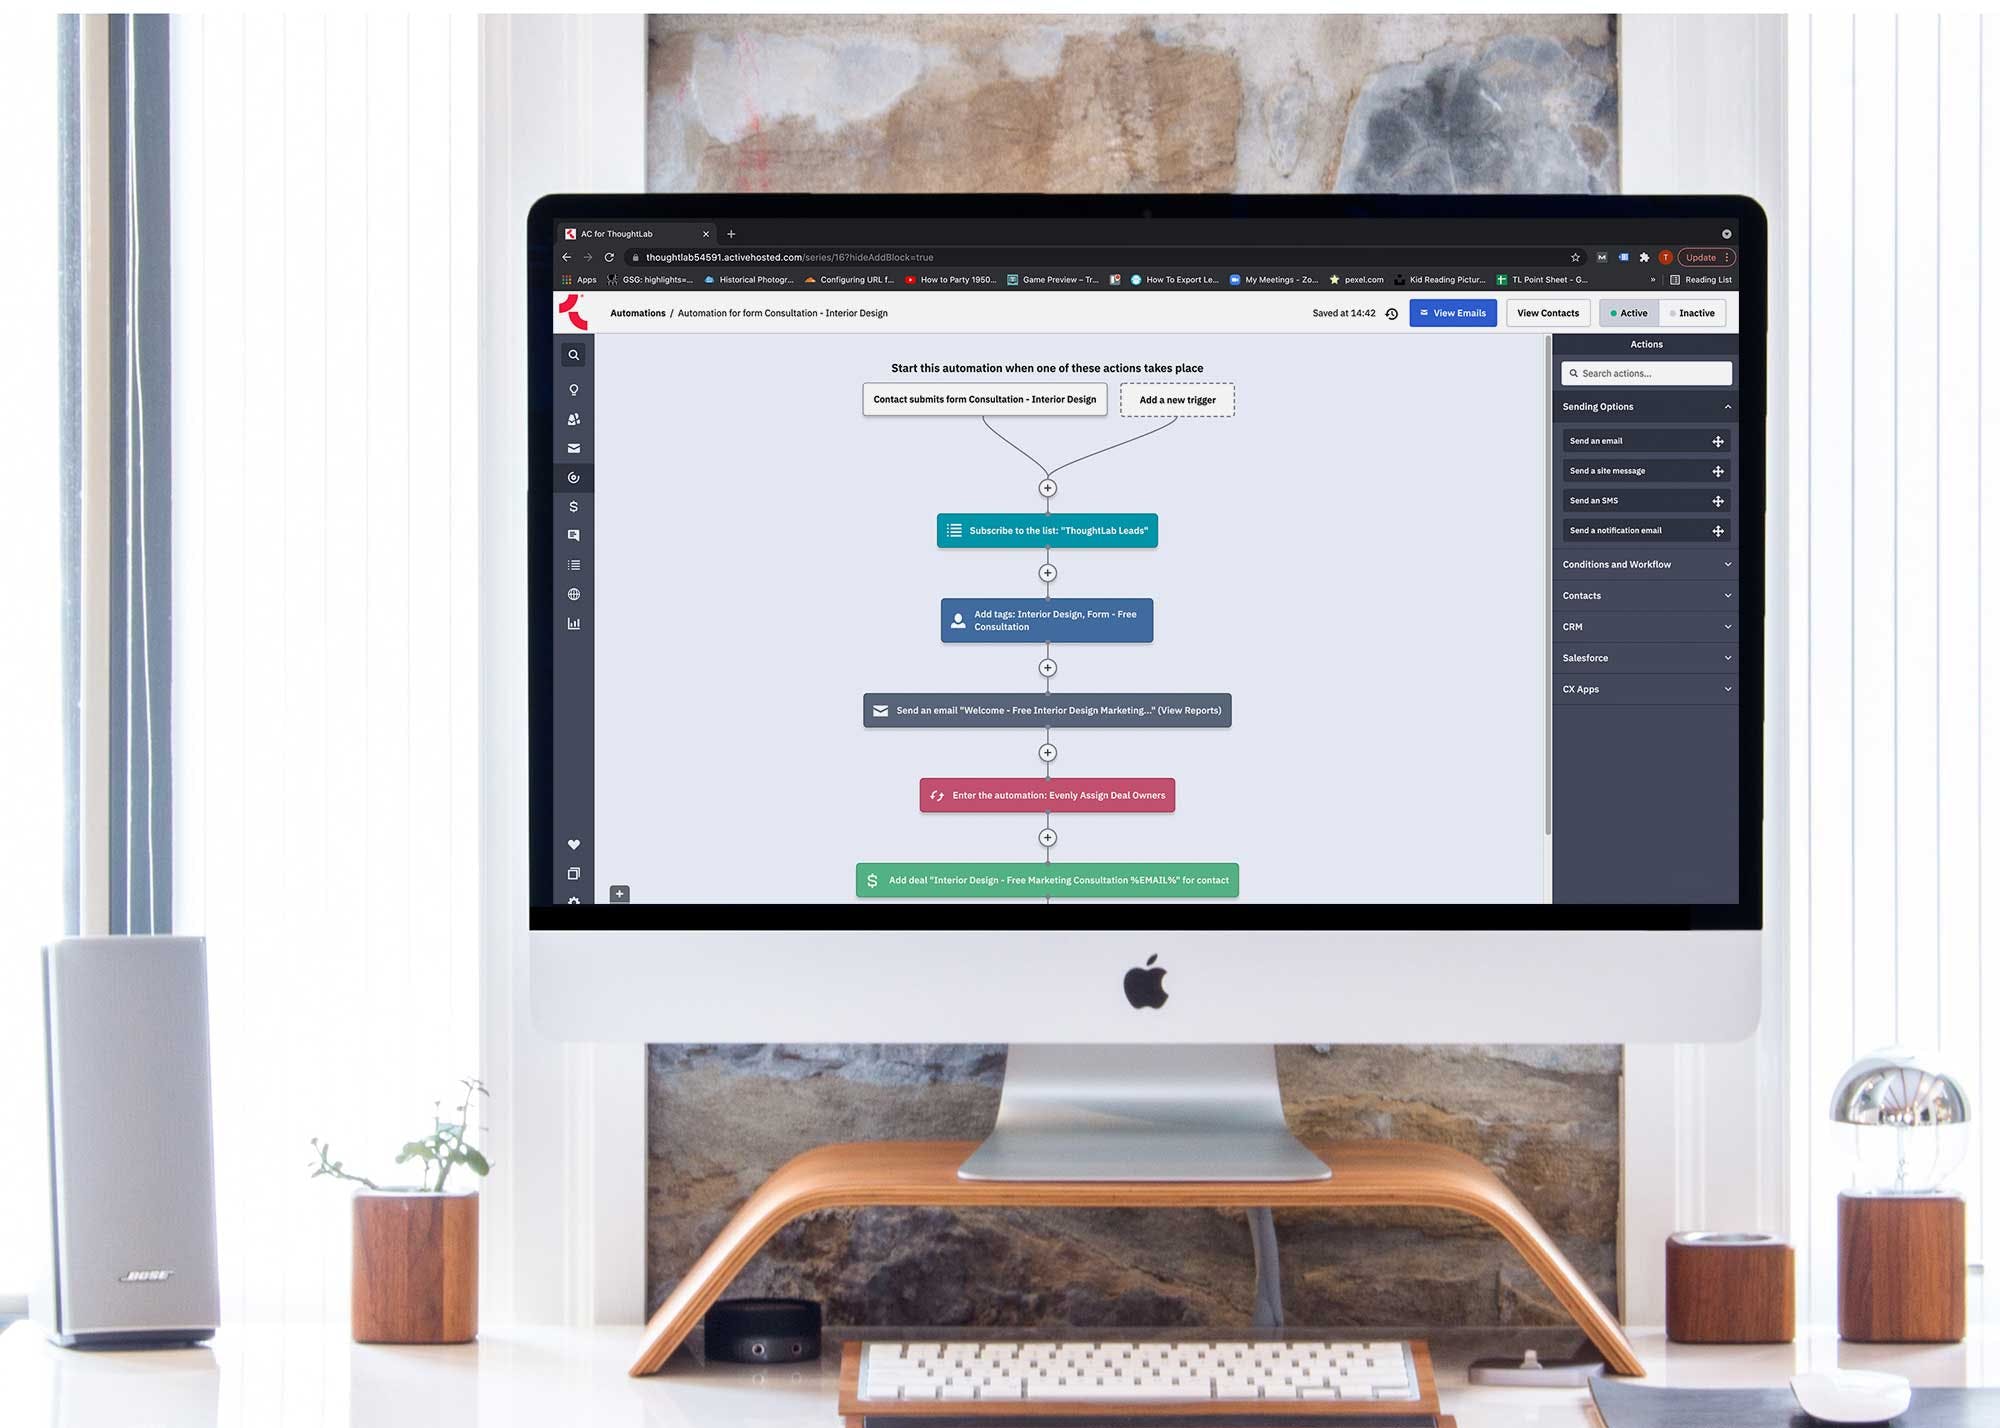 AC for ThoughtLab
thoughtlab54591.activehosted.com/series/16?hideAddBlock=true
Update
Apps GSG: highlights=... Historical Photogr... Configuring URL f... How to Party 1950... Game Preview – Tr... How To Export Le... My Meetings - Zo... pexel.com Kid Reading Pictur... TL Point Sheet - G... » Reading List
Automations / Automation for form Consultation - Interior Design
Saved at 14:42
View Emails
View Contacts
Active
Inactive
Start this automation when one of these actions takes place
Contact submits form Consultation - Interior Design
Add a new trigger
Subscribe to the list: "ThoughtLab Leads"
Add tags: Interior Design, Form - Free
Consultation
Send an email "Welcome - Free Interior Design Marketing..." (View Reports)
Enter the automation: Evenly Assign Deal Owners
Add deal "Interior Design - Free Marketing Consultation %EMAIL%" for contact
Actions
Search actions...
Sending Options
Send an email
Send a site message
Send an SMS
Send a notification email
Conditions and Workflow
Contacts
CRM
Salesforce
CX Apps
BOSE